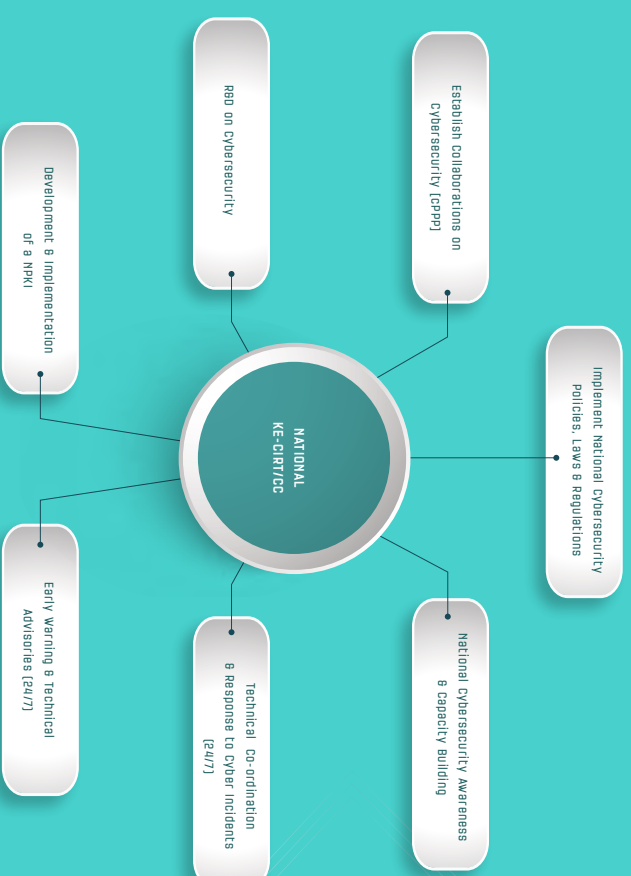 Implement National Cybersecurity
Policies, Laws & Regulations
Establish Collaborations on
Cybersecurity (cPPP)
National Cybersecurity Awareness
& Capacity Building
R&D on Cybersecurity
NATIONAL
KE-CIRT/CC
Technical Co-ordination
& Response to Cyber Incidents
(24/7)
Development & Implementation
of a NPKI
Early Warning & Technical
Advisories (24/7)